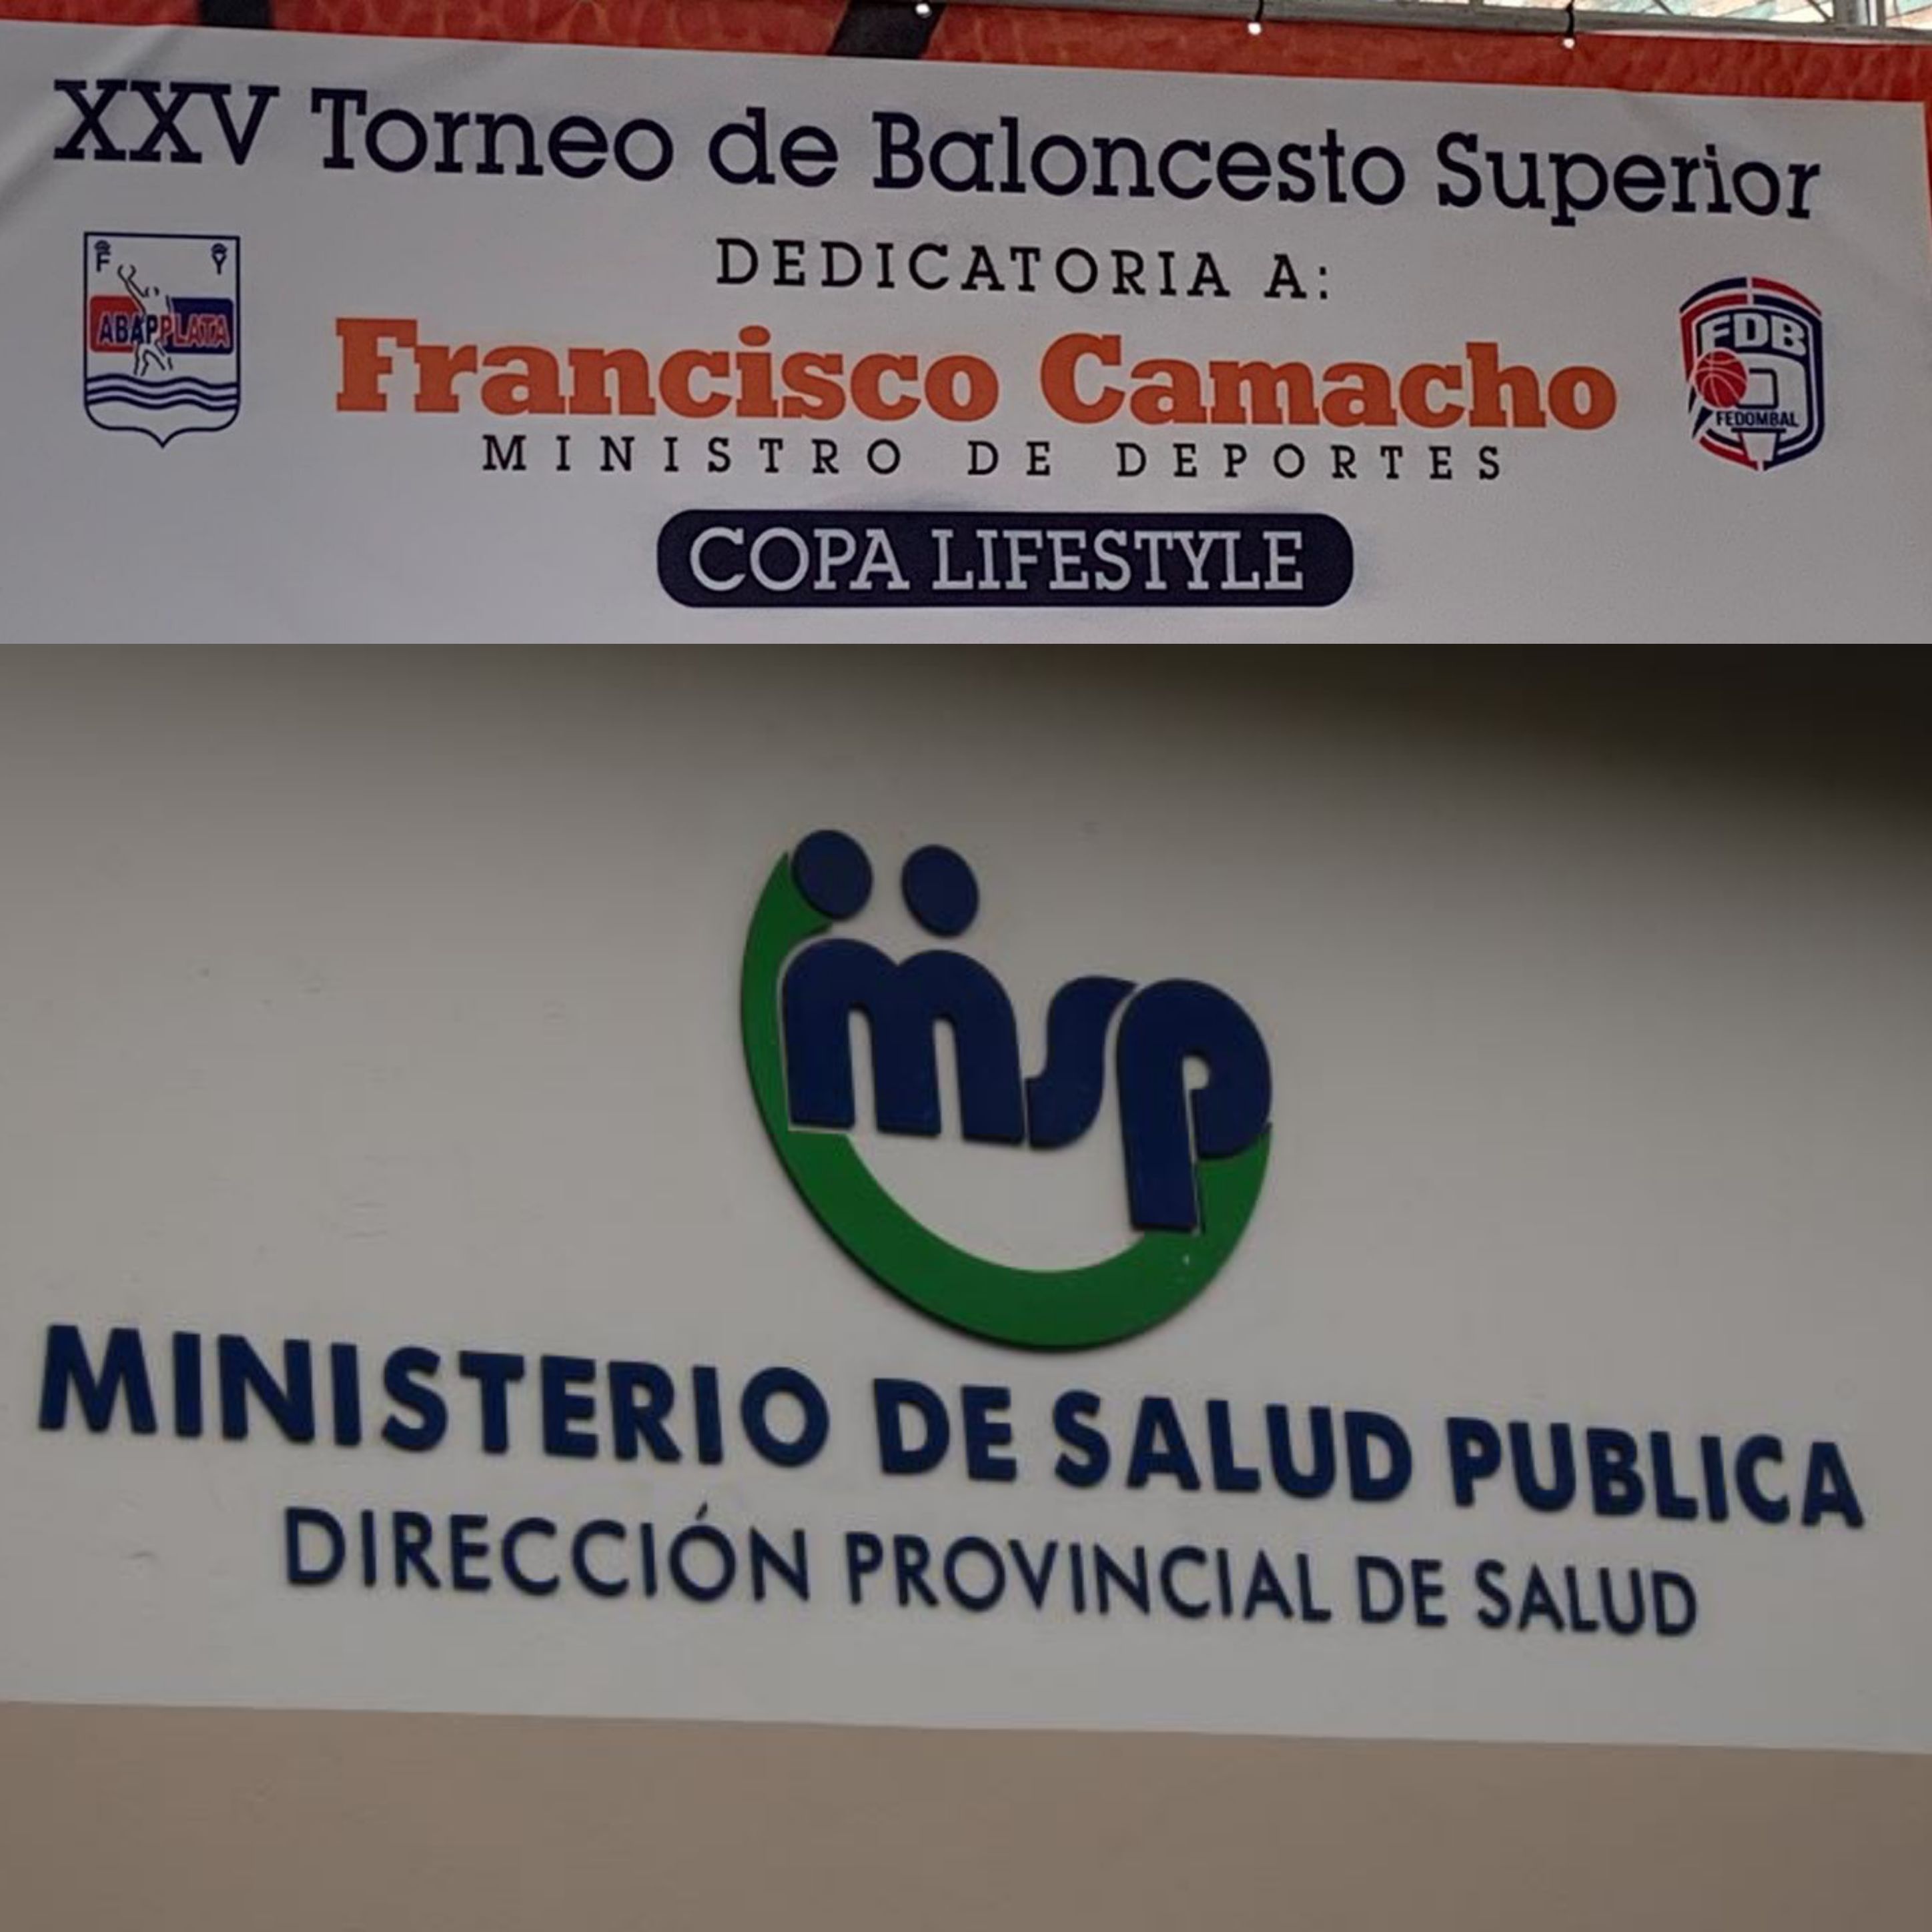 XXV Torneo de Baloncesto Superior
DEDICATORIA A:
F
ABAPPLATA
Francisco Camacho
FDB
FEDOMBAL
MINISTRO DE DEPORTES
COPA LIFESTYLE
msp
MINISTERIO DE SALUD PUBLICA
DIRECCIÓN PROVINCIAL DE SALUD